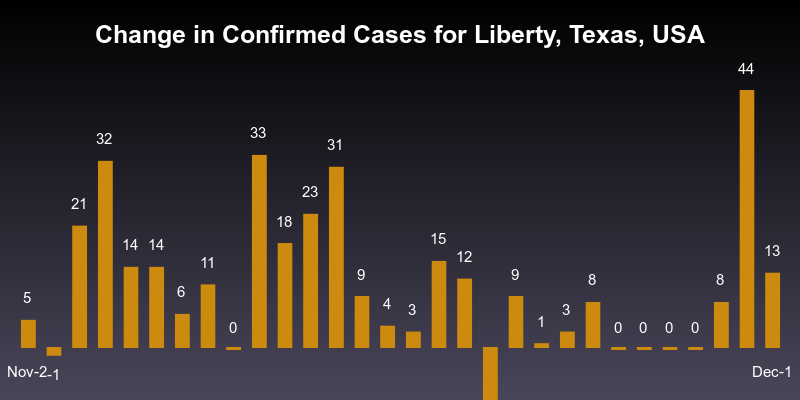 Change in Confirmed Cases for Liberty, Texas, USA
5 -1 21 32 14 14 6 11 0 33 18 23 31 9 4 3 15 12 9 1 3 8 0 0 0 0 8 44 13
Nov-2 Dec-1